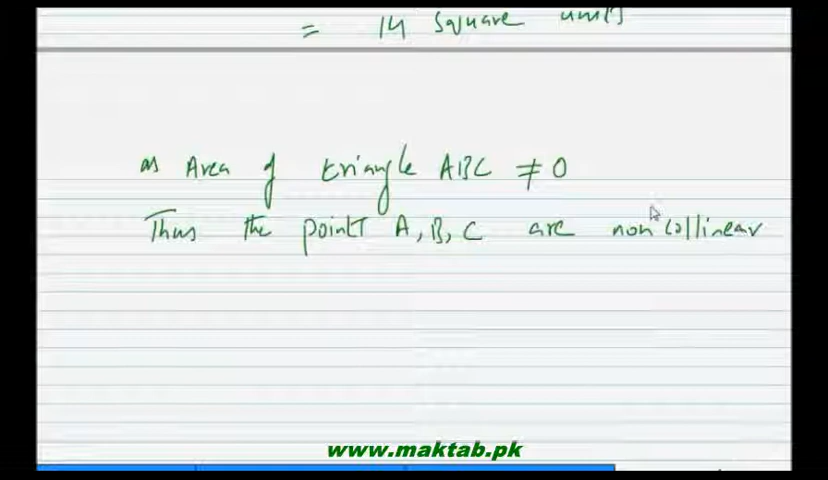 = 14 square units
as Area of triangle ABC ≠ 0
Thus the point A, B, C are non collinear
www.maktab.pk